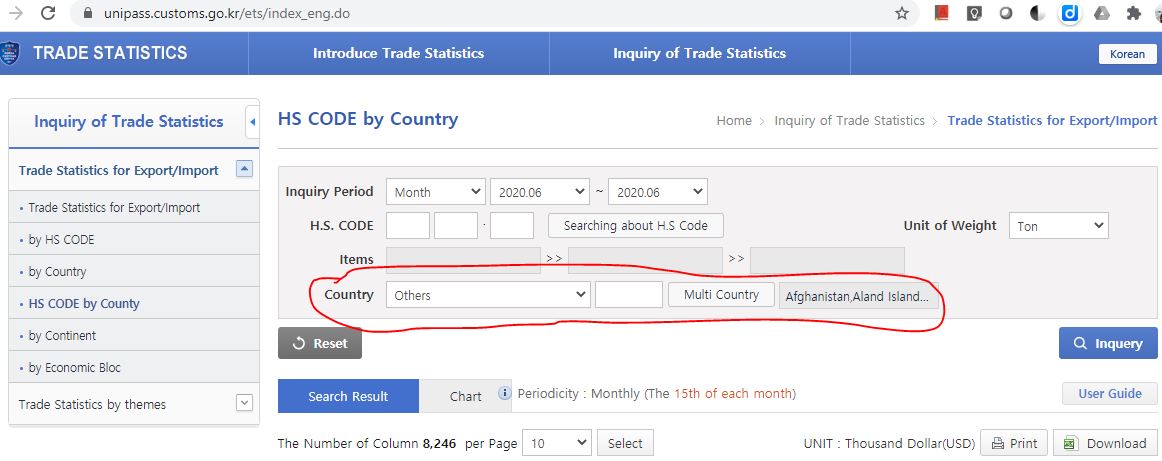 unipass.customs.go.kr/ets/index_eng.do
TRADE STATISTICS Introduce Trade Statistics Inquiry of Trade Statistics Korean
Inquiry of Trade Statistics
Trade Statistics for Export/Import
Trade Statistics for Export/Import
by HS CODE
by Country
HS CODE by County
by Continent
by Economic Bloc
Trade Statistics by themes
HS CODE by Country
Home > Inquiry of Trade Statistics > Trade Statistics for Export/Import
Inquiry Period Month 2020.06 ~ 2020.06
H.S. CODE . Searching about H.S Code Unit of Weight Ton
Items >> >>
Country Others Multi Country Afghanistan,Aland Island...
Reset Inquery
Search Result Chart Periodicity : Monthly (The 15th of each month) User Guide
The Number of Column 8,246 per Page 10 Select UNIT : Thousand Dollar(USD) Print Download